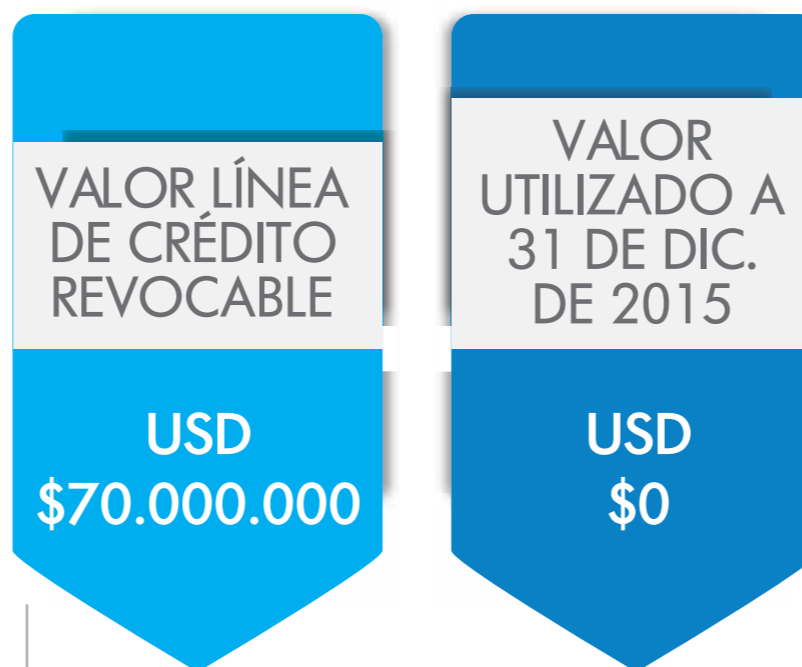 VALOR LÍNEA
DE CRÉDITO
REVOCABLE
USD
$70.000.000
VALOR
UTILIZADO A
31 DE DIC.
DE 2015
USD
$0